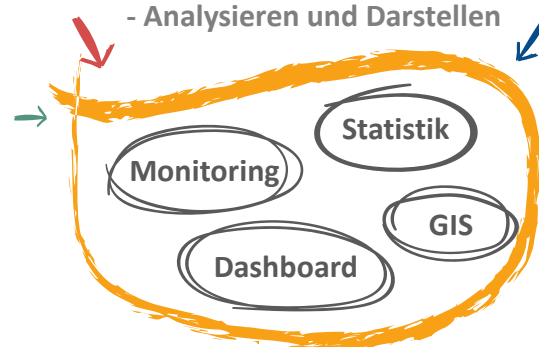 - Analysieren und Darstellen
Statistik
Monitoring
GIS
Dashboard